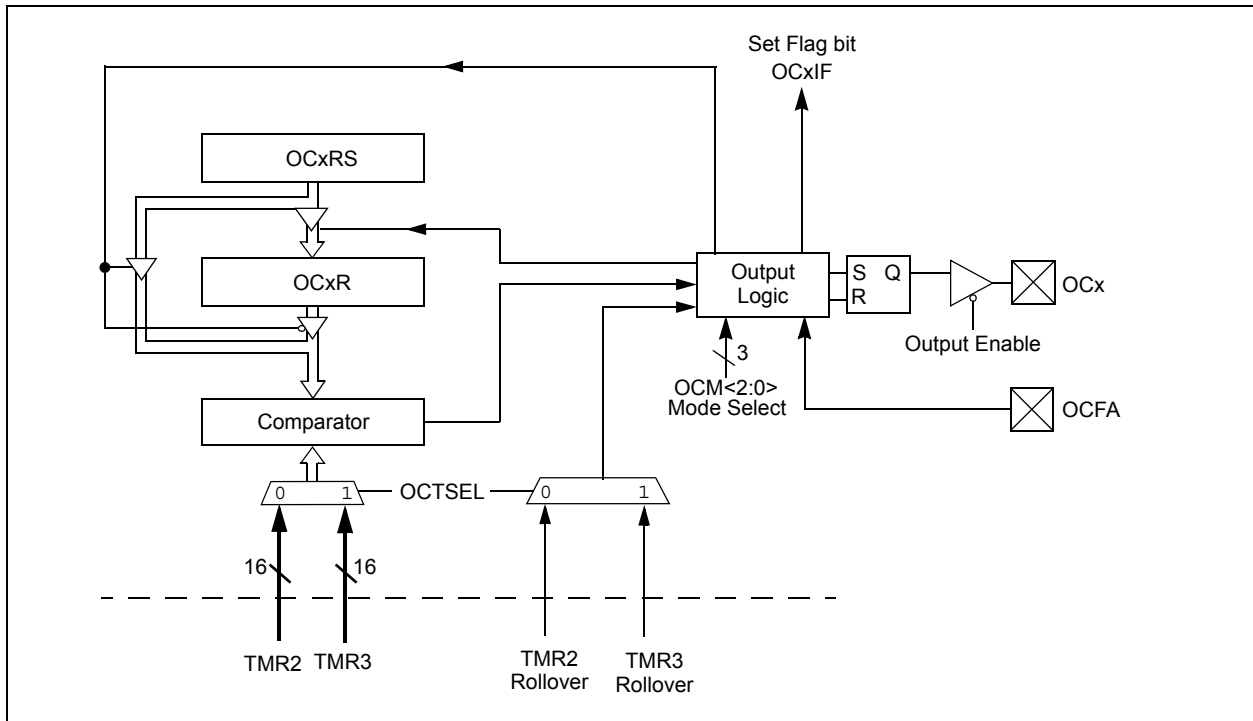 Set Flag bit
OCxIF
OCxRS
OCxR
Output
Logic
S Q
R
OCx
Output Enable
3
OCM<2:0>
Mode Select
OCFA
Comparator
0 1
OCTSEL
0 1
16
16
TMR2
TMR3
TMR2
Rollover
TMR3
Rollover